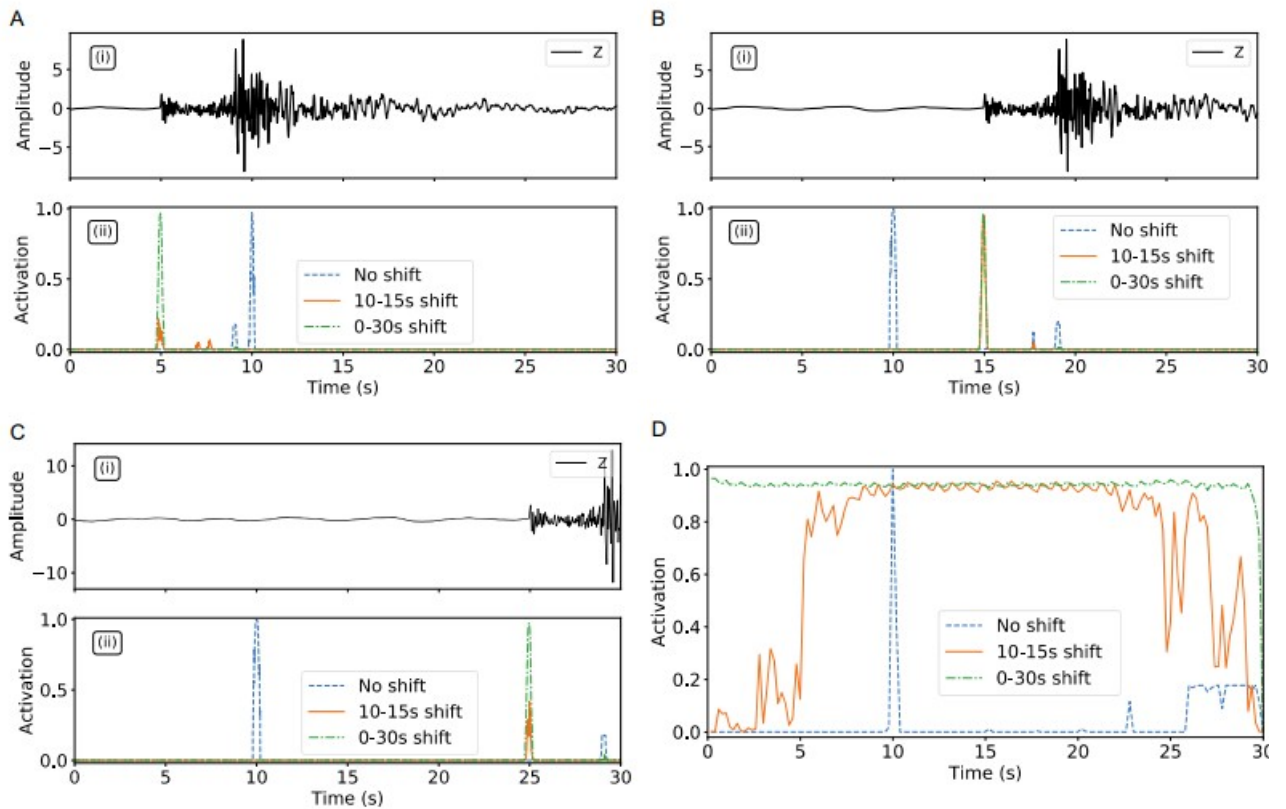 A
(i)
Z
Amplitude
5
0
−5
(ii)
Activation
1.0
0.5
0.0
No shift
10-15s shift
0-30s shift
0 5 10 15 20 25 30
Time (s)
B
(i)
Z
Amplitude
5
0
−5
(ii)
Activation
1.0
0.5
0.0
No shift
10-15s shift
0-30s shift
0 5 10 15 20 25 30
Time (s)
C
(i)
Z
Amplitude
10
0
−10
(ii)
Activation
1.0
0.5
0.0
No shift
10-15s shift
0-30s shift
0 5 10 15 20 25 30
Time (s)
D
Activation
1.0
0.8
0.6
0.4
0.2
0.0
No shift
10-15s shift
0-30s shift
0 5 10 15 20 25 30
Time (s)